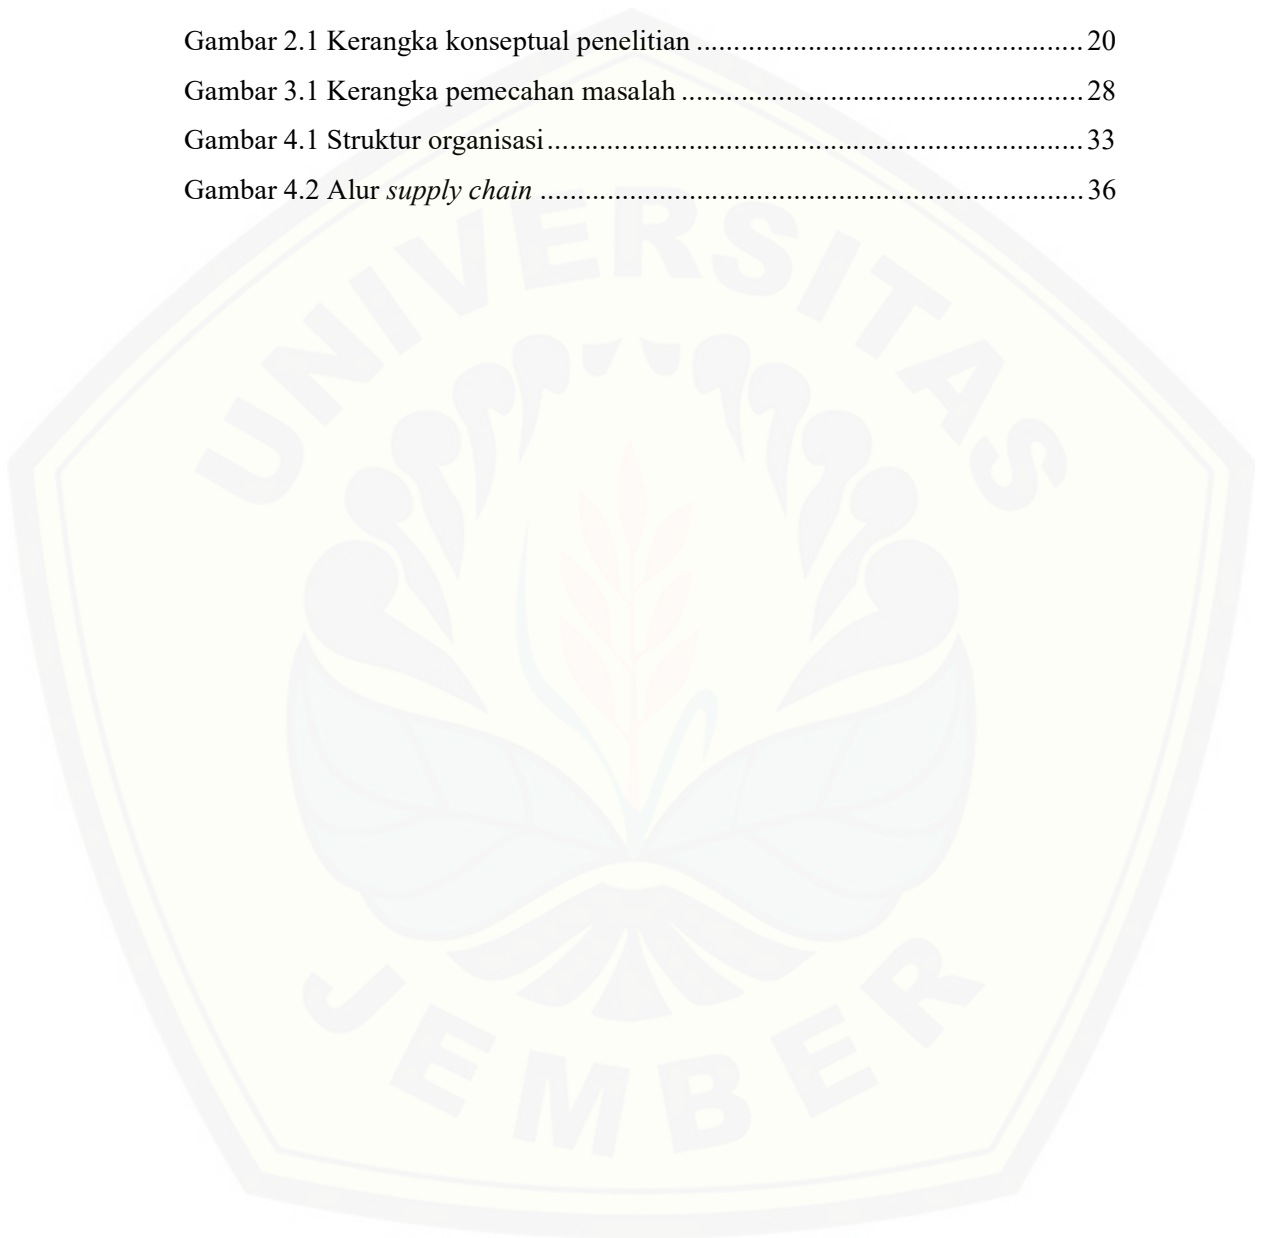 Gambar 2.1 Kerangka konseptual penelitian ..................................................... 20
Gambar 3.1 Kerangka pemecahan masalah ....................................................... 28
Gambar 4.1 Struktur organisasi.......................................................................... 33
Gambar 4.2 Alur supply chain ........................................................................... 36
UNIVERSITAS
JEMBER